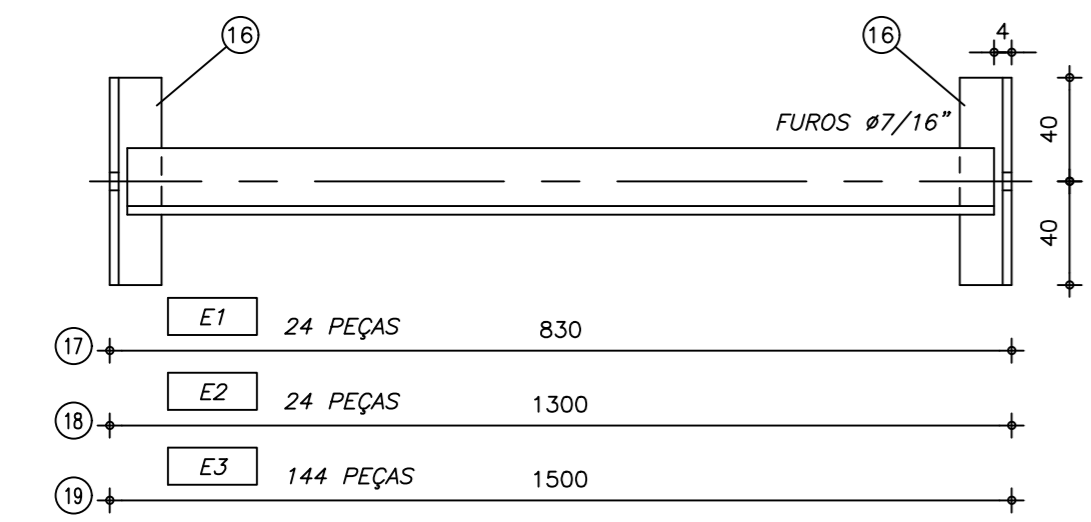 16
16
4
FUROS ø7/16"
40
40
E1
24 PEÇAS
830
17
E2
24 PEÇAS
1300
18
E3
144 PEÇAS
1500
19